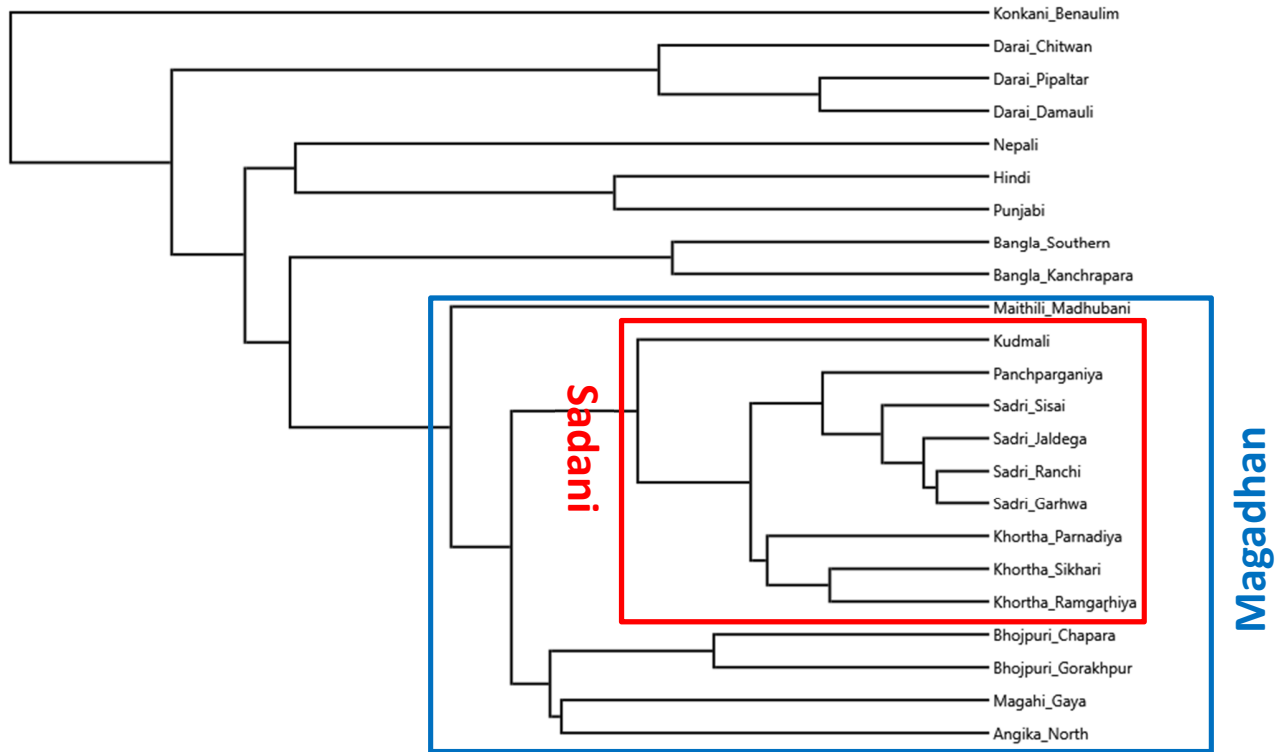 Konkani_Benaulim
Darai_Chitwan
Darai_Pipaltar
Darai_Damauli
Nepali
Hindi
Punjabi
Bangla_Southern
Bangla_Kanchrapara
Maithili_Madhubani
Kudmali
Panchparganiya
Sadri_Sisai
Sadri_Jaldega
Sadri_Ranchi
Sadri_Garhwa
Khortha_Parnadiya
Khortha_Sikhari
Khortha_Ramgaɽhiya
Bhojpuri_Chapara
Bhojpuri_Gorakhpur
Magahi_Gaya
Angika_North
Sadani
Magadhan